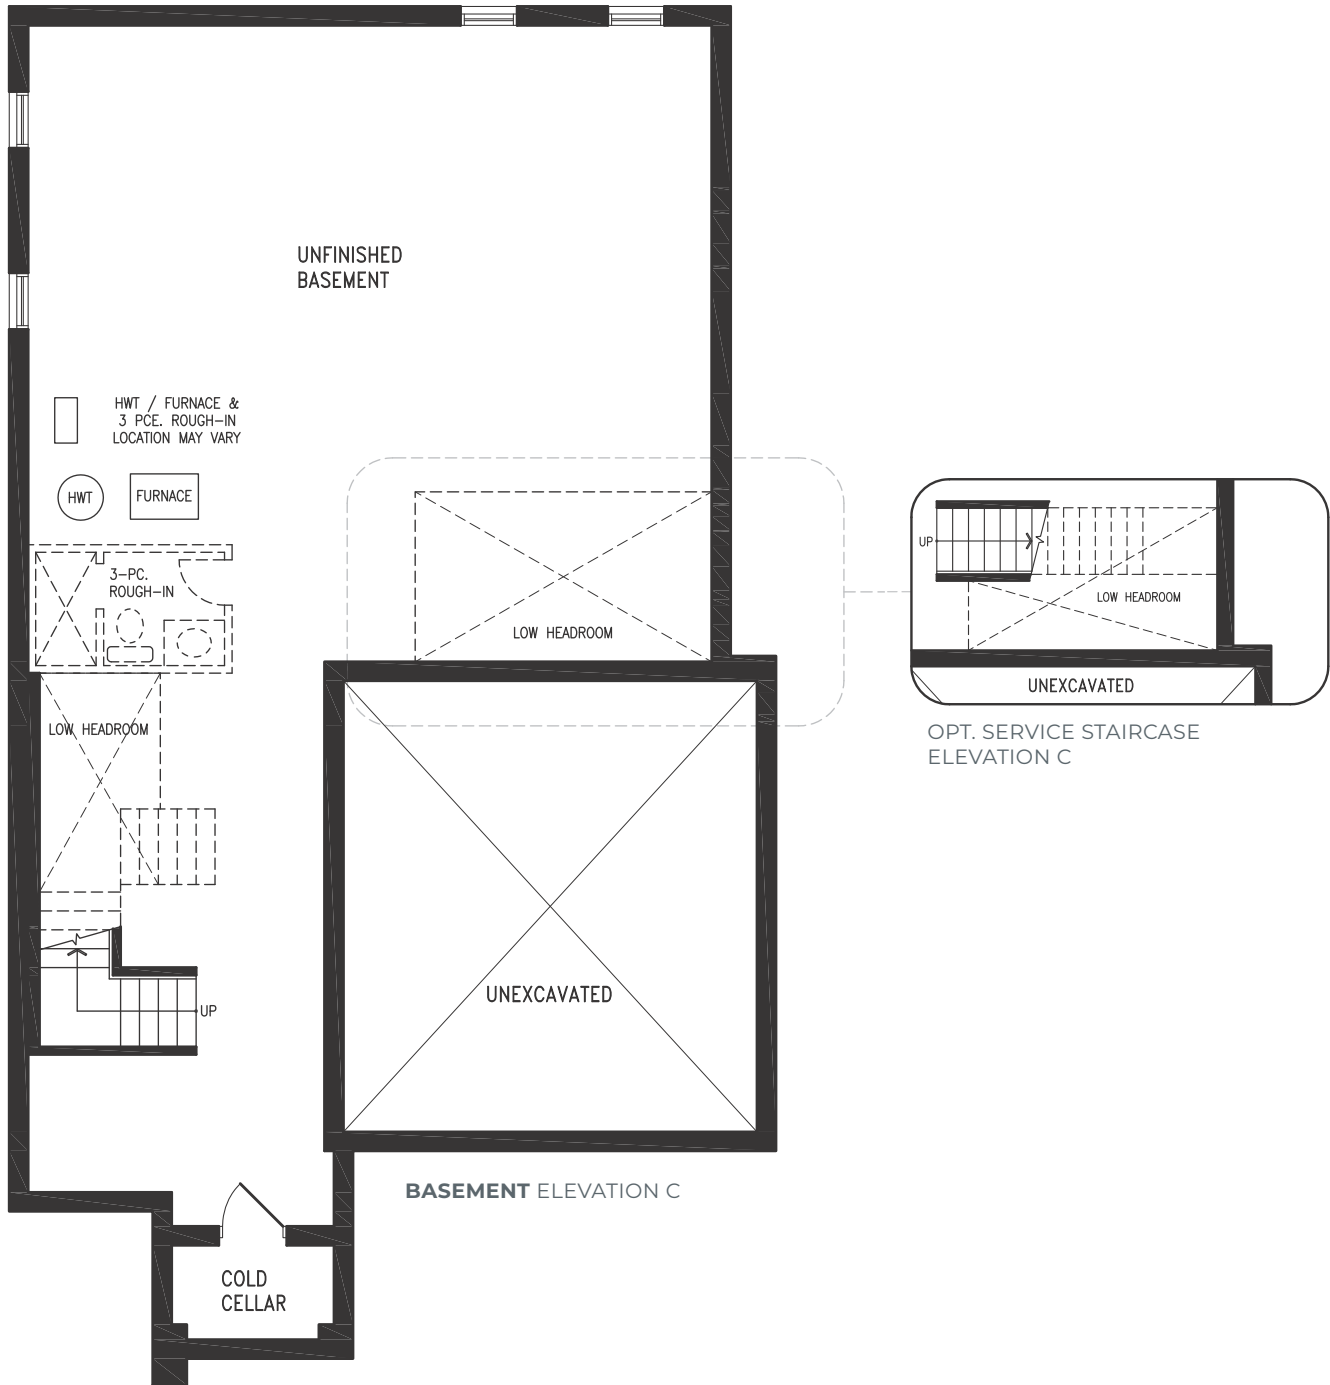 UNFINISHED
BASEMENT
HWT / FURNACE &
3 PCE. ROUGH-IN
LOCATION MAY VARY
HWT
FURNACE
3-PC.
ROUGH-IN
LOW HEADROOM
LOW HEADROOM
UP
UNEXCAVATED
BASEMENT ELEVATION C
COLD
CELLAR
UP
LOW HEADROOM
UNEXCAVATED
OPT. SERVICE STAIRCASE
ELEVATION C